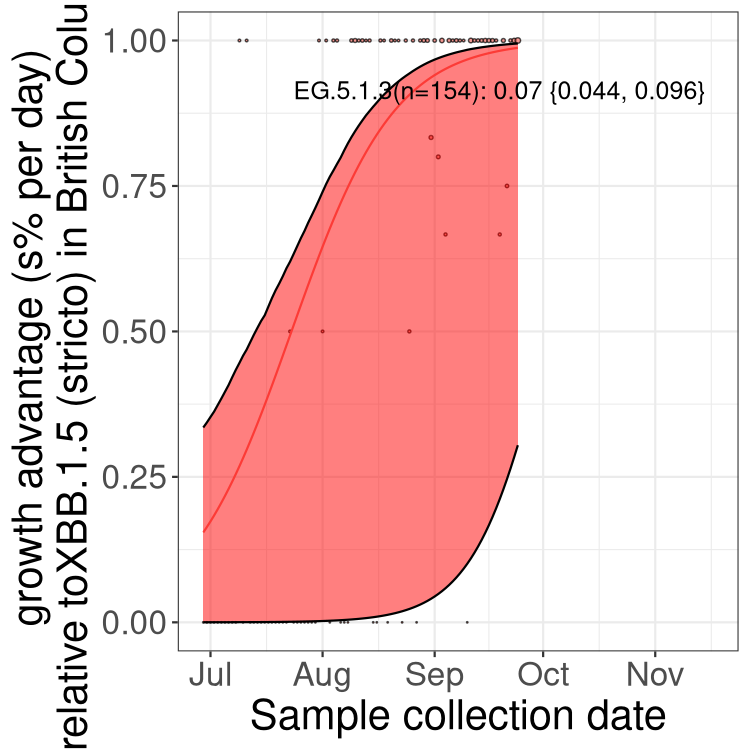 growth advantage (s% per day)
relative toXBB.1.5 (stricto) in British Colu
1.00
0.75
0.50
0.25
0.00
EG.5.1.3(n=154): 0.07 {0.044, 0.096}
Jul Aug Sep Oct Nov
Sample collection date